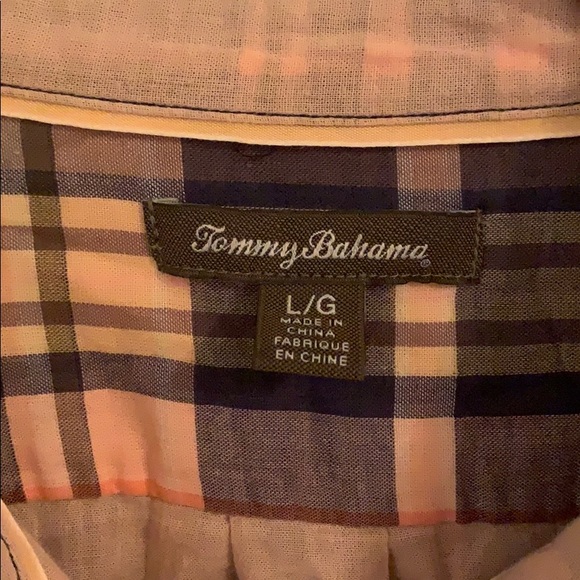 Tommy Bahama®
L/G
MADE IN
CHINA
FABRIQUE
EN CHINE